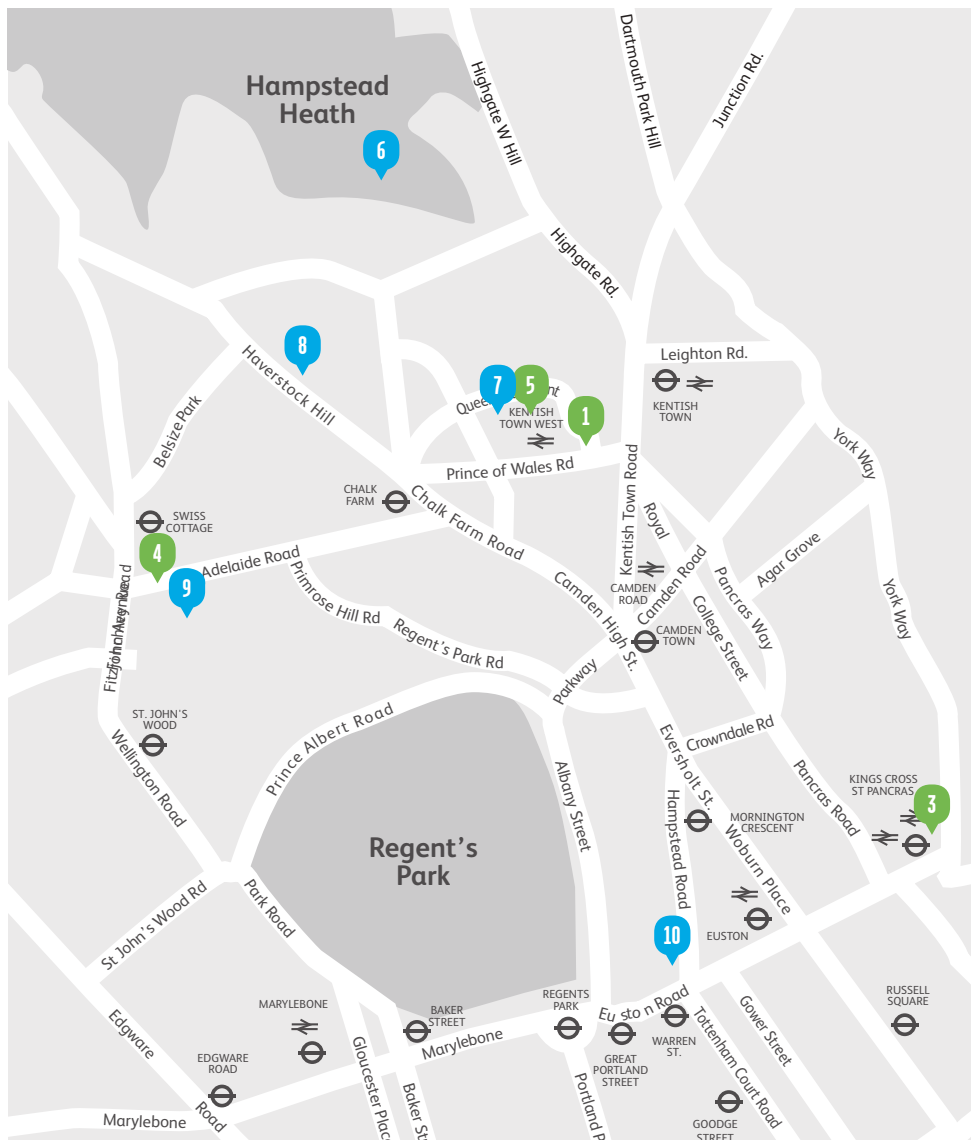 Hampstead
Heath
6
Highgate W Hill
Dartmouth Park Hill
Junction Rd.
Highgate Rd.
8
Haverstock Hill
Belsize Park
7
5
1
KENTISH
TOWN WEST
Leighton Rd.
KENTISH
TOWN
Prince of Wales Rd
CHALK
FARM
Chalk Farm Road
Kentish Town Road
Royal
College Street
York Way
SWISS
COTTAGE
4
9
Adelaide Road
Primrose Hill Rd
Regent's Park Rd
Camden High St.
CAMDEN
ROAD
Camden Road
CAMDEN
TOWN
Pancras Way
Agar Grove
York Way
Parkway
ST. JOHN'S
WOOD
Wellington Road
Prince Albert Road
Albany Street
Crowndale Rd
Eversholt St.
Hampstead Road
MORNINGTON
CRESCENT
Woburn Place
Pancras Road
KINGS CROSS
ST PANCRAS
3
Regent's
Park
Park Road
St John's Wood Rd
10
EUSTON
Edgware
Road
MARYLEBONE
EDGWARE
ROAD
BAKER
STREET
Marylebone
REGENTS
PARK
Euston Road
GREAT
PORTLAND
STREET
WARREN
ST.
Gower Street
Tottenham Court Road
RUSSELL
SQUARE
GOODGE
STREET
Gloucester Place
Baker St
Portland P
Marylebone